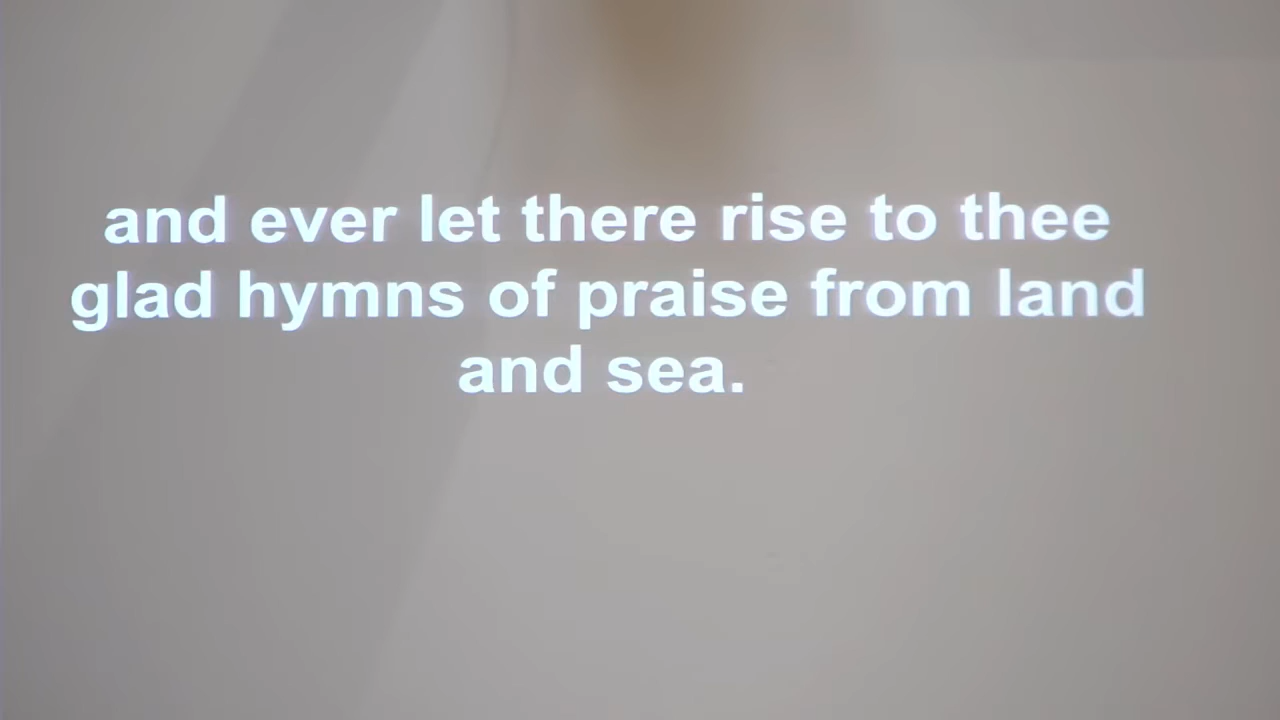 and ever let there rise to thee
glad hymns of praise from land
and sea.